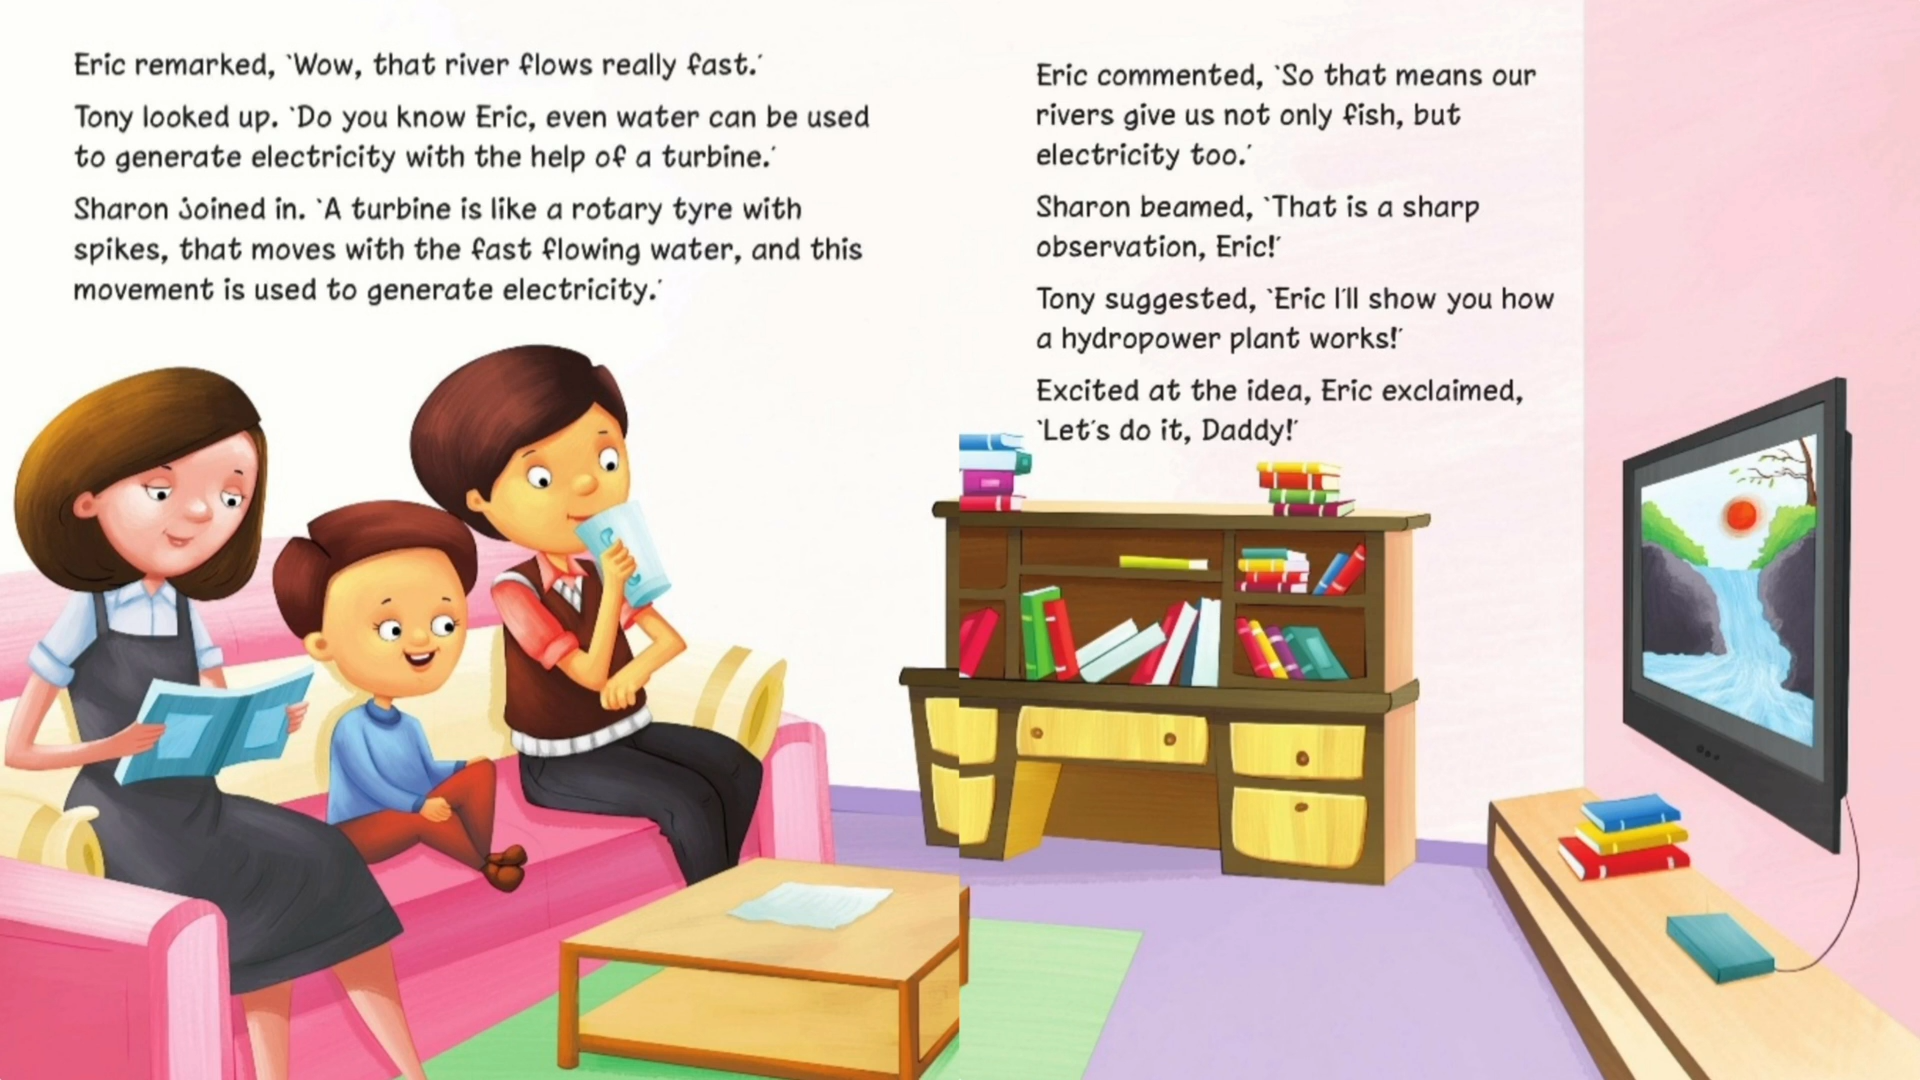 Eric remarked, ‘Wow, that river flows really fast.’
Tony looked up. ‘Do you know Eric, even water can be used
to generate electricity with the help of a turbine.’
Sharon joined in. ‘A turbine is like a rotary tyre with
spikes, that moves with the fast flowing water, and this
movement is used to generate electricity.’
Eric commented, ‘So that means our
rivers give us not only fish, but
electricity too.’
Sharon beamed, ‘That is a sharp
observation, Eric!’
Tony suggested, ‘Eric I'll show you how
a hydropower plant works!’
Excited at the idea, Eric exclaimed,
‘Let's do it, Daddy!’